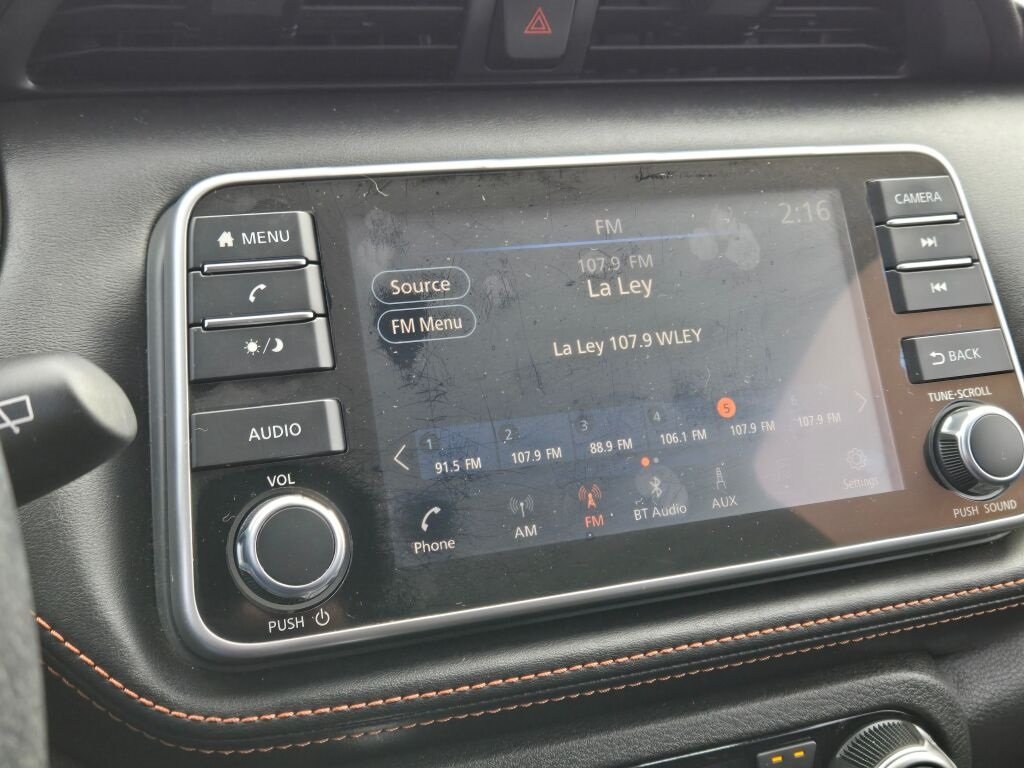 CAMERA
FM
2:16
MENU
107.9 FM
Source
La Ley
FM Menu
La Ley 107.9 WLEY
BACK
TUNE·SCROLL
AUDIO
1 2 3 4 5 6
91.5 FM 107.9 FM 88.9 FM 106.1 FM 107.9 FM 107.9 FM
VOL
Phone AM FM BT Audio AUX Settings
PUSH SOUND
PUSH